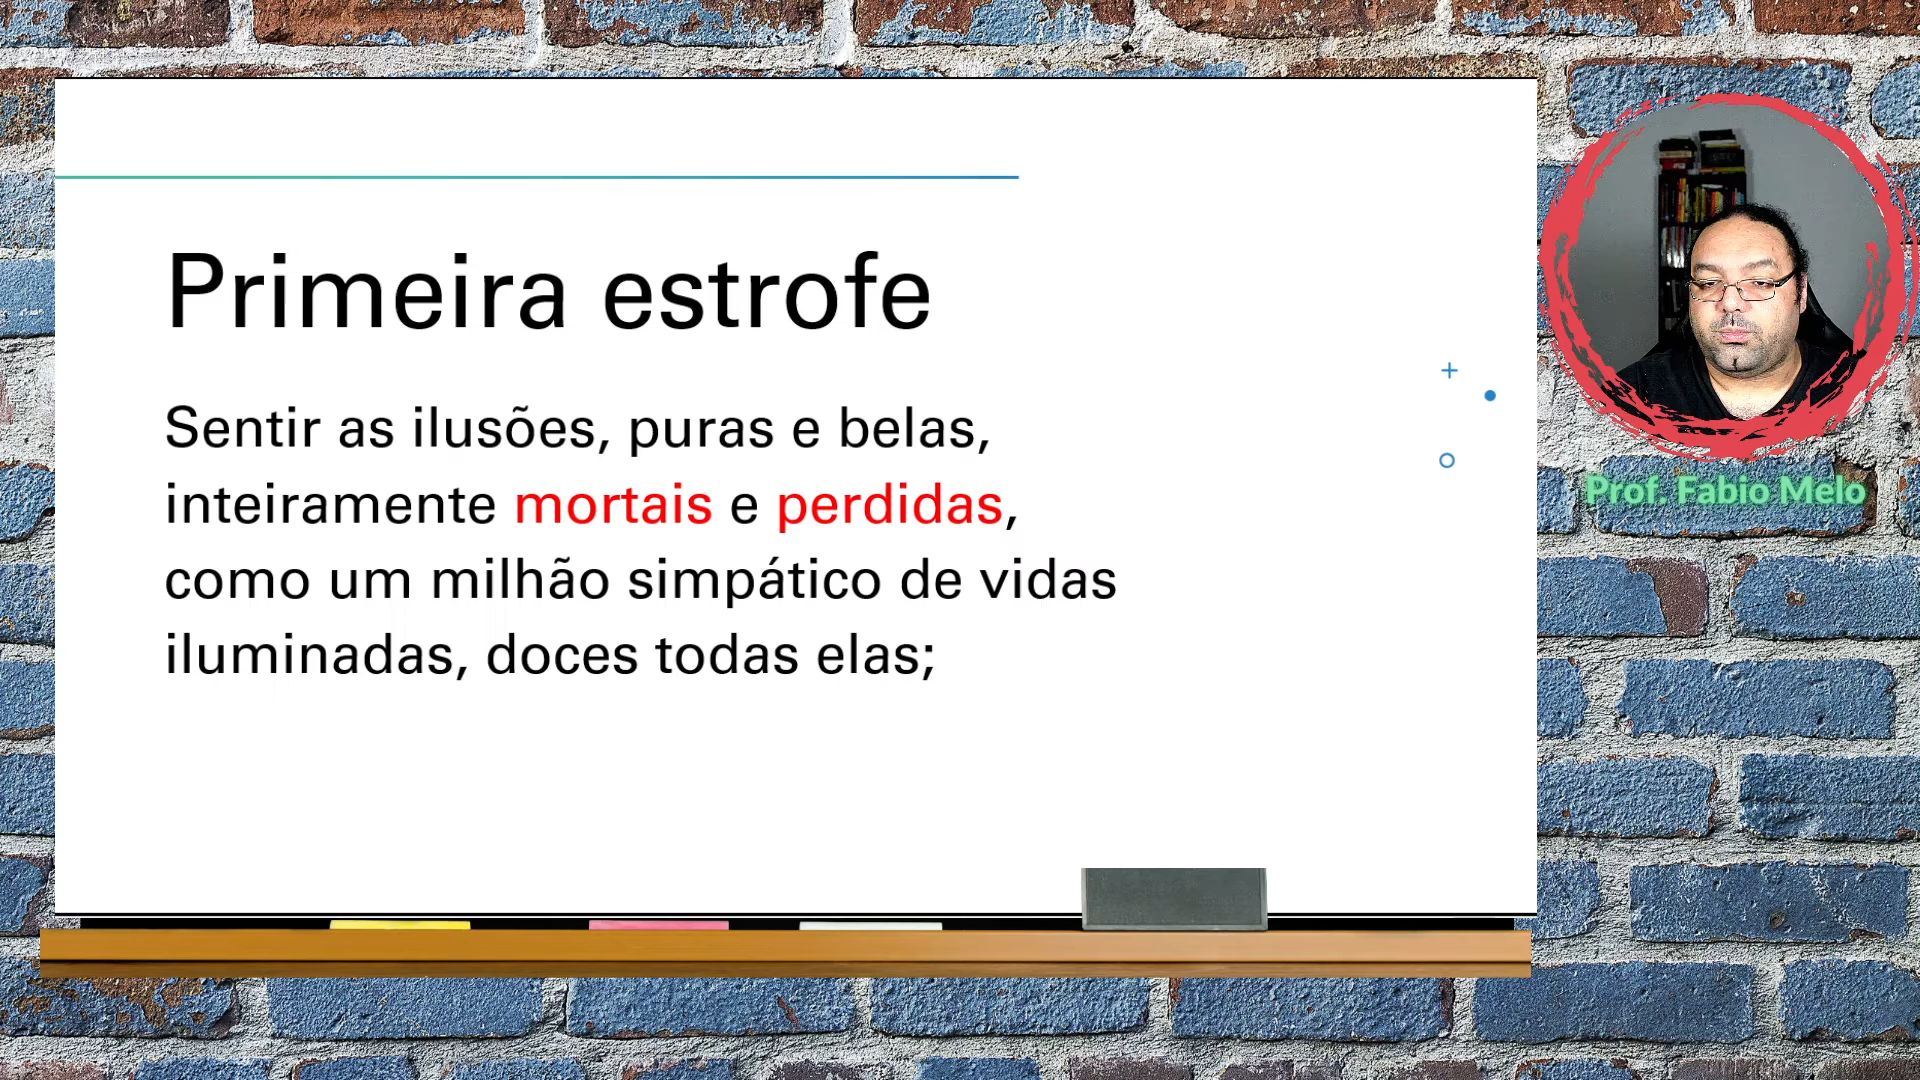 Primeira estrofe
Sentir as ilusões, puras e belas,
inteiramente mortais e perdidas,
como um milhão simpático de vidas
iluminadas, doces todas elas;
Prof. Fabio Melo